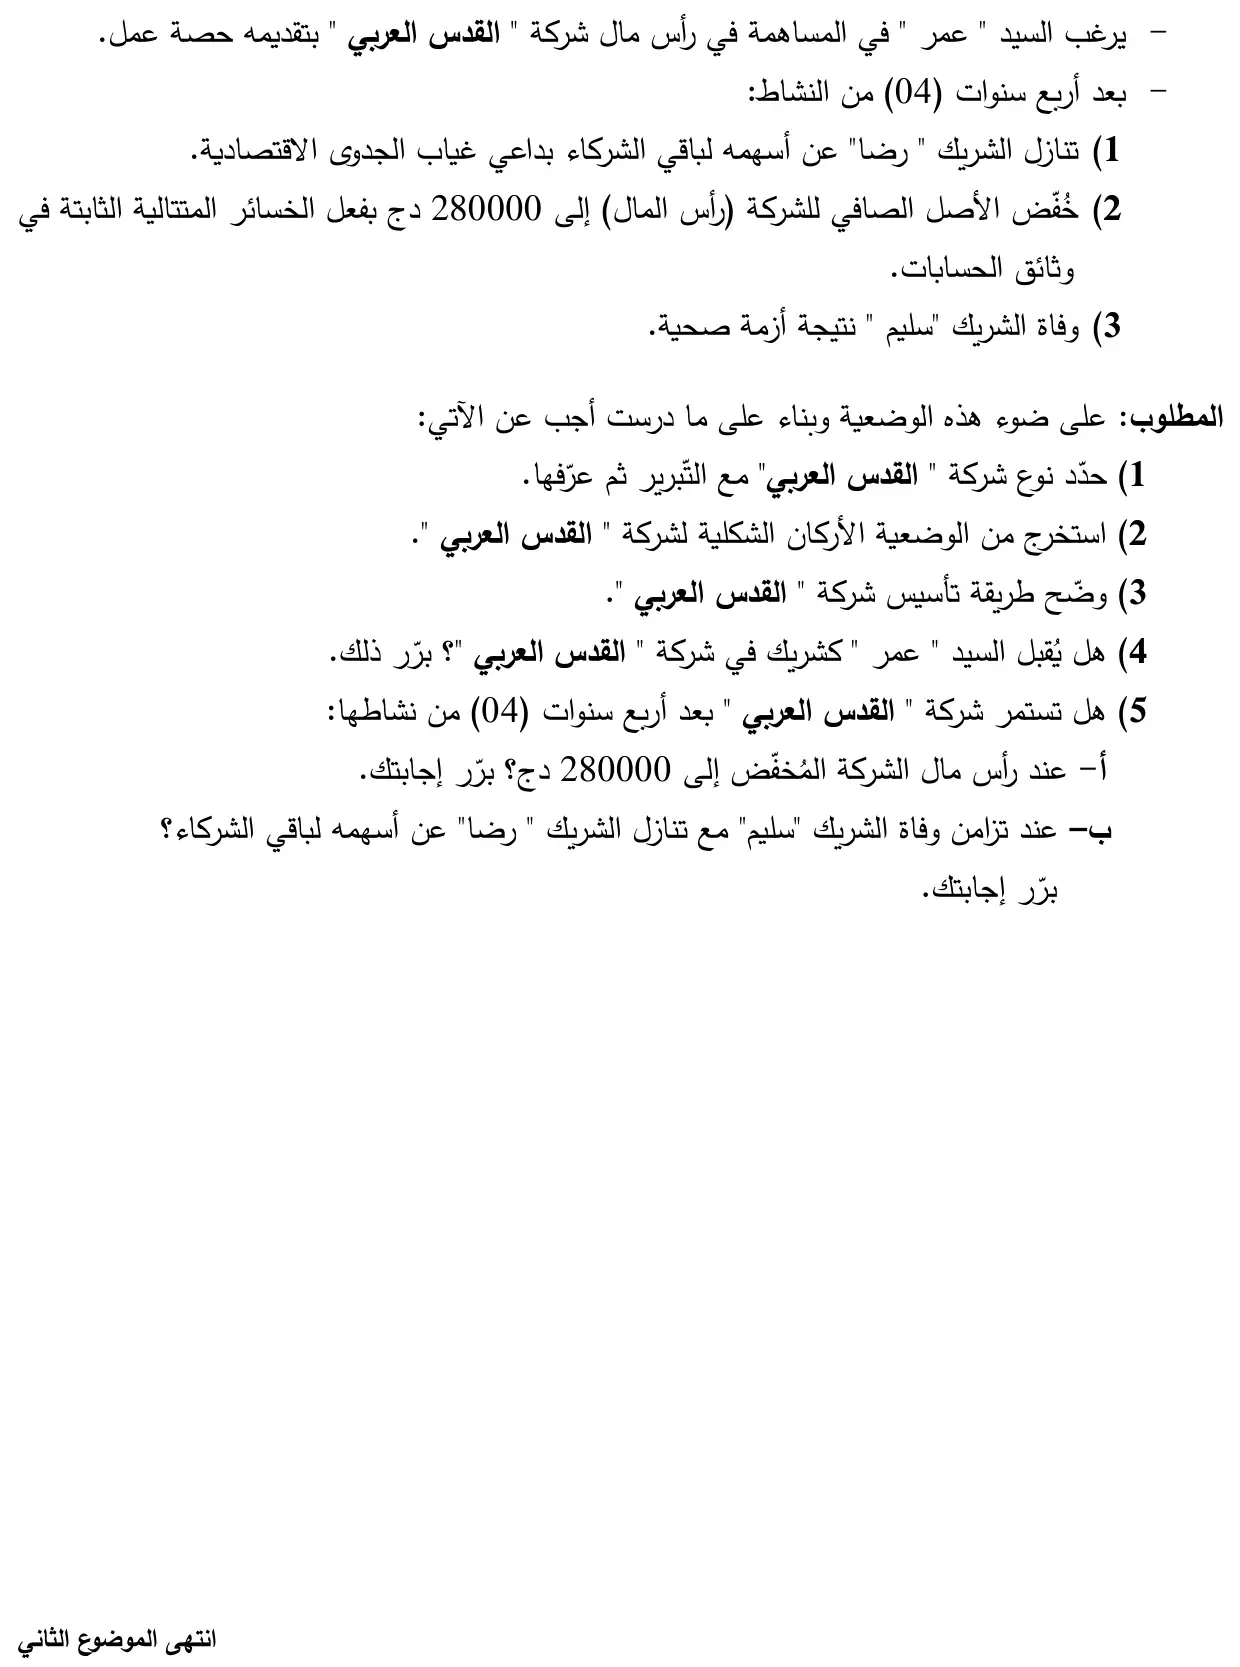 - يرغب السيد " عمر " في المساهمة في رأس مال شركة " القدس العربي " بتقديمه حصة عمل.
- بعد أربع سنوات (04) من النشاط:
1) تنازل الشريك " رضا" عن أسهمه لباقي الشركاء بداعي غياب الجدوى الاقتصادية.
2) خُفّض الأصل الصافي للشركة (رأس المال) إلى 280000 دج بفعل الخسائر المتتالية الثابتة في
وثائق الحسابات.
3) وفاة الشريك "سليم " نتيجة أزمة صحية.
المطلوب: على ضوء هذه الوضعية وبناء على ما درست أجب عن الآتي:
1) حدّد نوع شركة " القدس العربي" مع التّبرير ثم عرّفها.
2) استخرج من الوضعية الأركان الشكلية لشركة " القدس العربي ".
3) وضّح طريقة تأسيس شركة " القدس العربي ".
4) هل يُقبل السيد " عمر " كشريك في شركة " القدس العربي "؟ برّر ذلك.
5) هل تستمر شركة " القدس العربي " بعد أربع سنوات (04) من نشاطها:
أ- عند رأس مال الشركة المُخفّض إلى 280000 دج؟ برّر إجابتك.
ب- عند تزامن وفاة الشريك "سليم" مع تنازل الشريك " رضا" عن أسهمه لباقي الشركاء؟
برّر إجابتك.
انتهى الموضوع الثاني